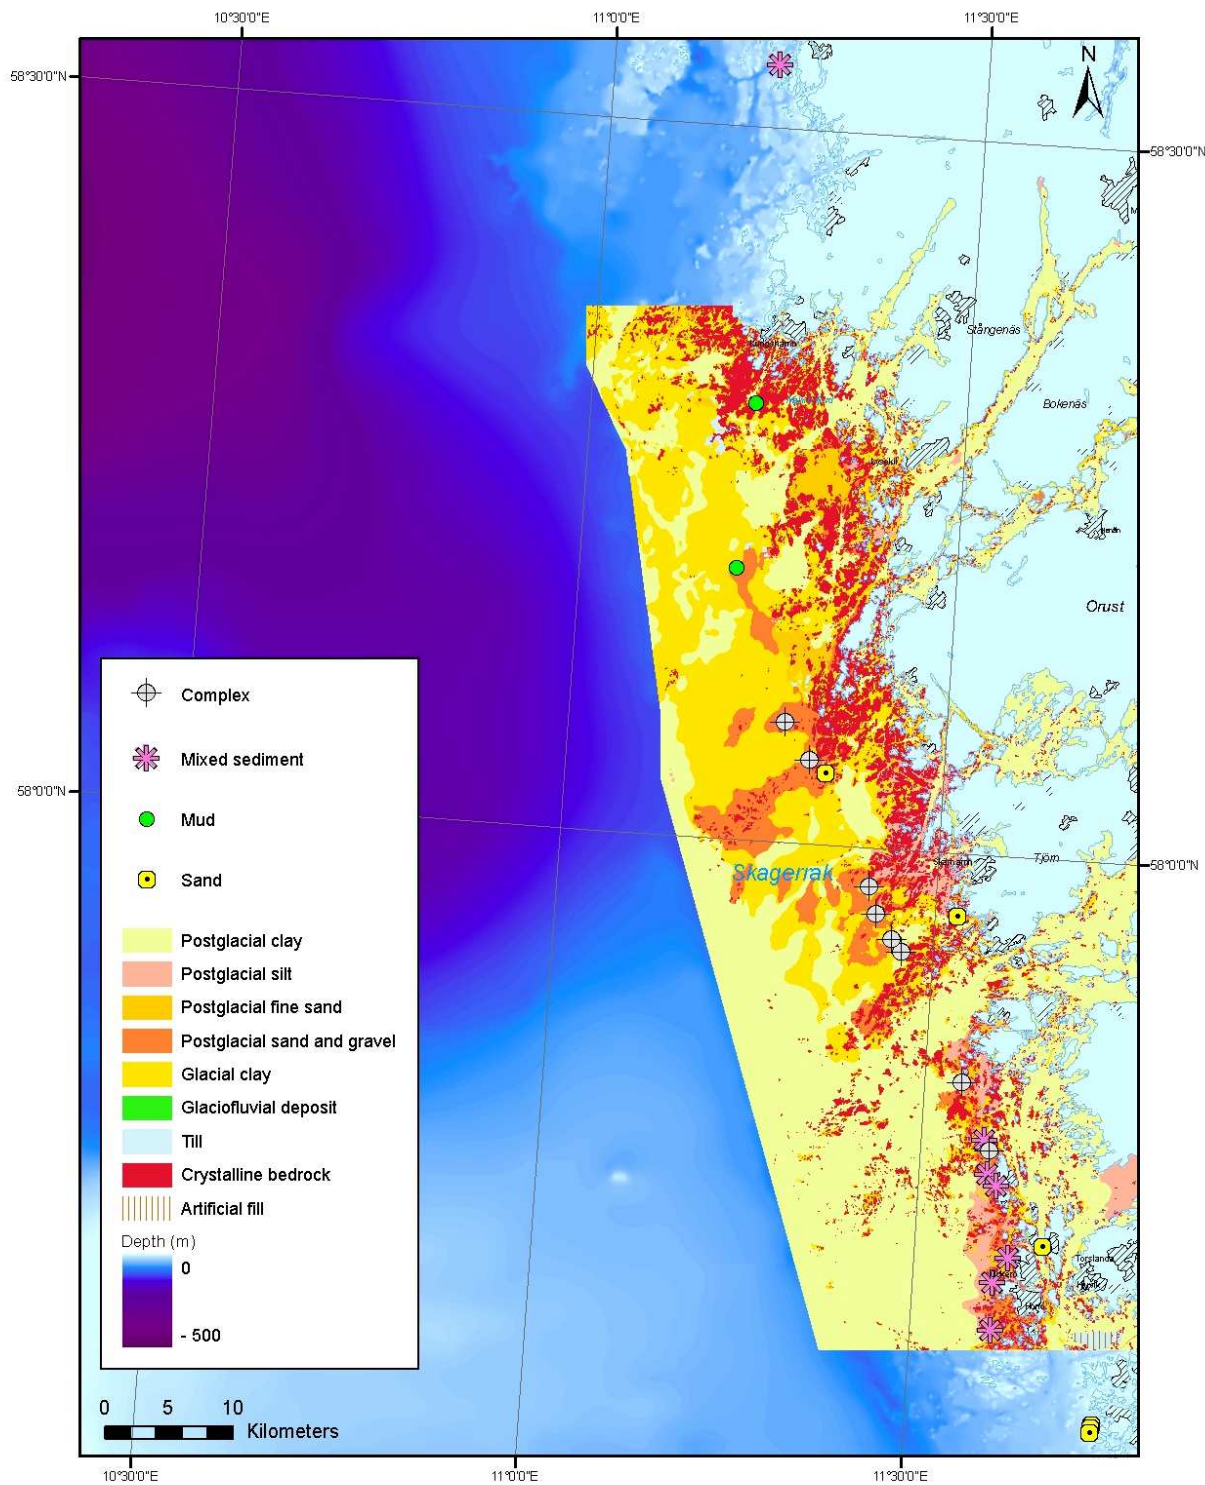 10°30'0"E 11°0'0"E 11°30'0"E
58°30'0"N
N
58°30'0"N
M
Stångenäs
Bokenäs
Orust
Complex
Mixed sediment
58°0'0"N
Mud
Tjörn
58°0'0"N
Skagerrak
Sand
Postglacial clay
Postglacial silt
Postglacial fine sand
Postglacial sand and gravel
Glacial clay
Glaciofluvial deposit
Till
Crystalline bedrock
Artificial fill
Torslanda
Depth (m)
0
- 500
0 5 10
Kilometers
10°30'0"E 11°0'0"E 11°30'0"E